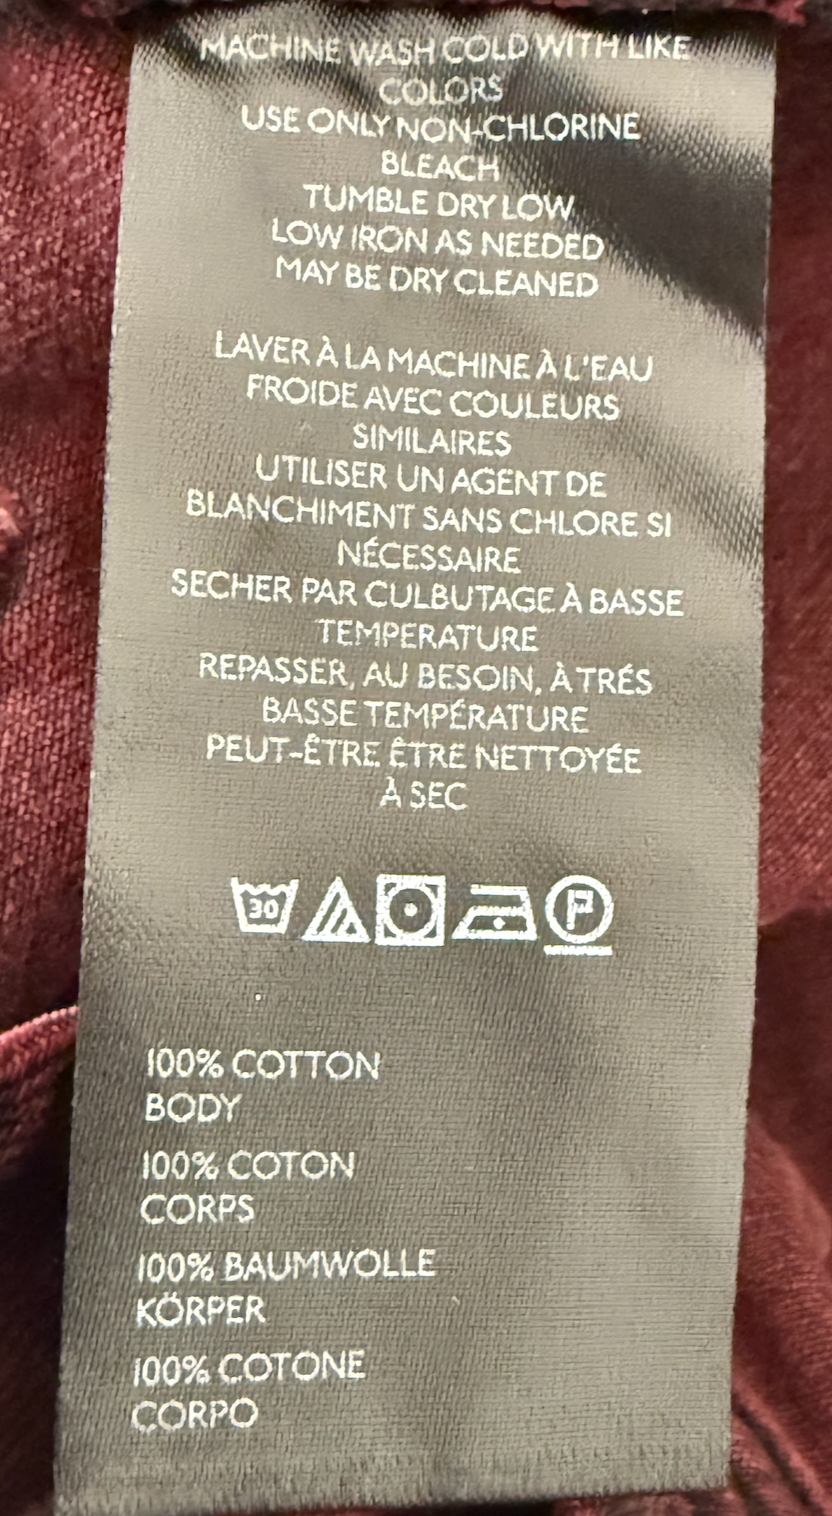 MACHINE WASH COLD WITH LIKE
COLORS
USE ONLY NON-CHLORINE
BLEACH
TUMBLE DRY LOW
LOW IRON AS NEEDED
MAY BE DRY CLEANED
LAVER À LA MACHINE À L'EAU
FROIDE AVEC COULEURS
SIMILAIRES
UTILISER UN AGENT DE
BLANCHIMENT SANS CHLORE SI
NÉCESSAIRE
SECHER PAR CULBUTAGE À BASSE
TEMPERATURE
REPASSER, AU BESOIN, À TRÉS
BASSE TEMPÉRATURE
PEUT-ÊTRE ÊTRE NETTOYÉE
À SEC
30 P
100% COTTON
BODY
100% COTON
CORPS
100% BAUMWOLLE
KÖRPER
100% COTONE
CORPO